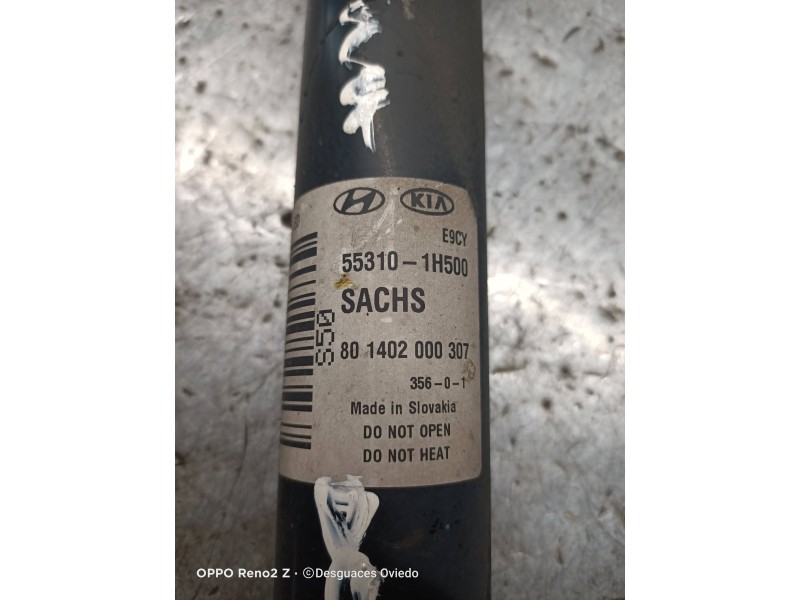 KIA
E9CY
55310-1H500
SACHS
S50
80 1402 000 307
356-0-1
Made in Slovakia
DO NOT OPEN
DO NOT HEAT
OPPO Reno2 Z • ©Desguaces Oviedo